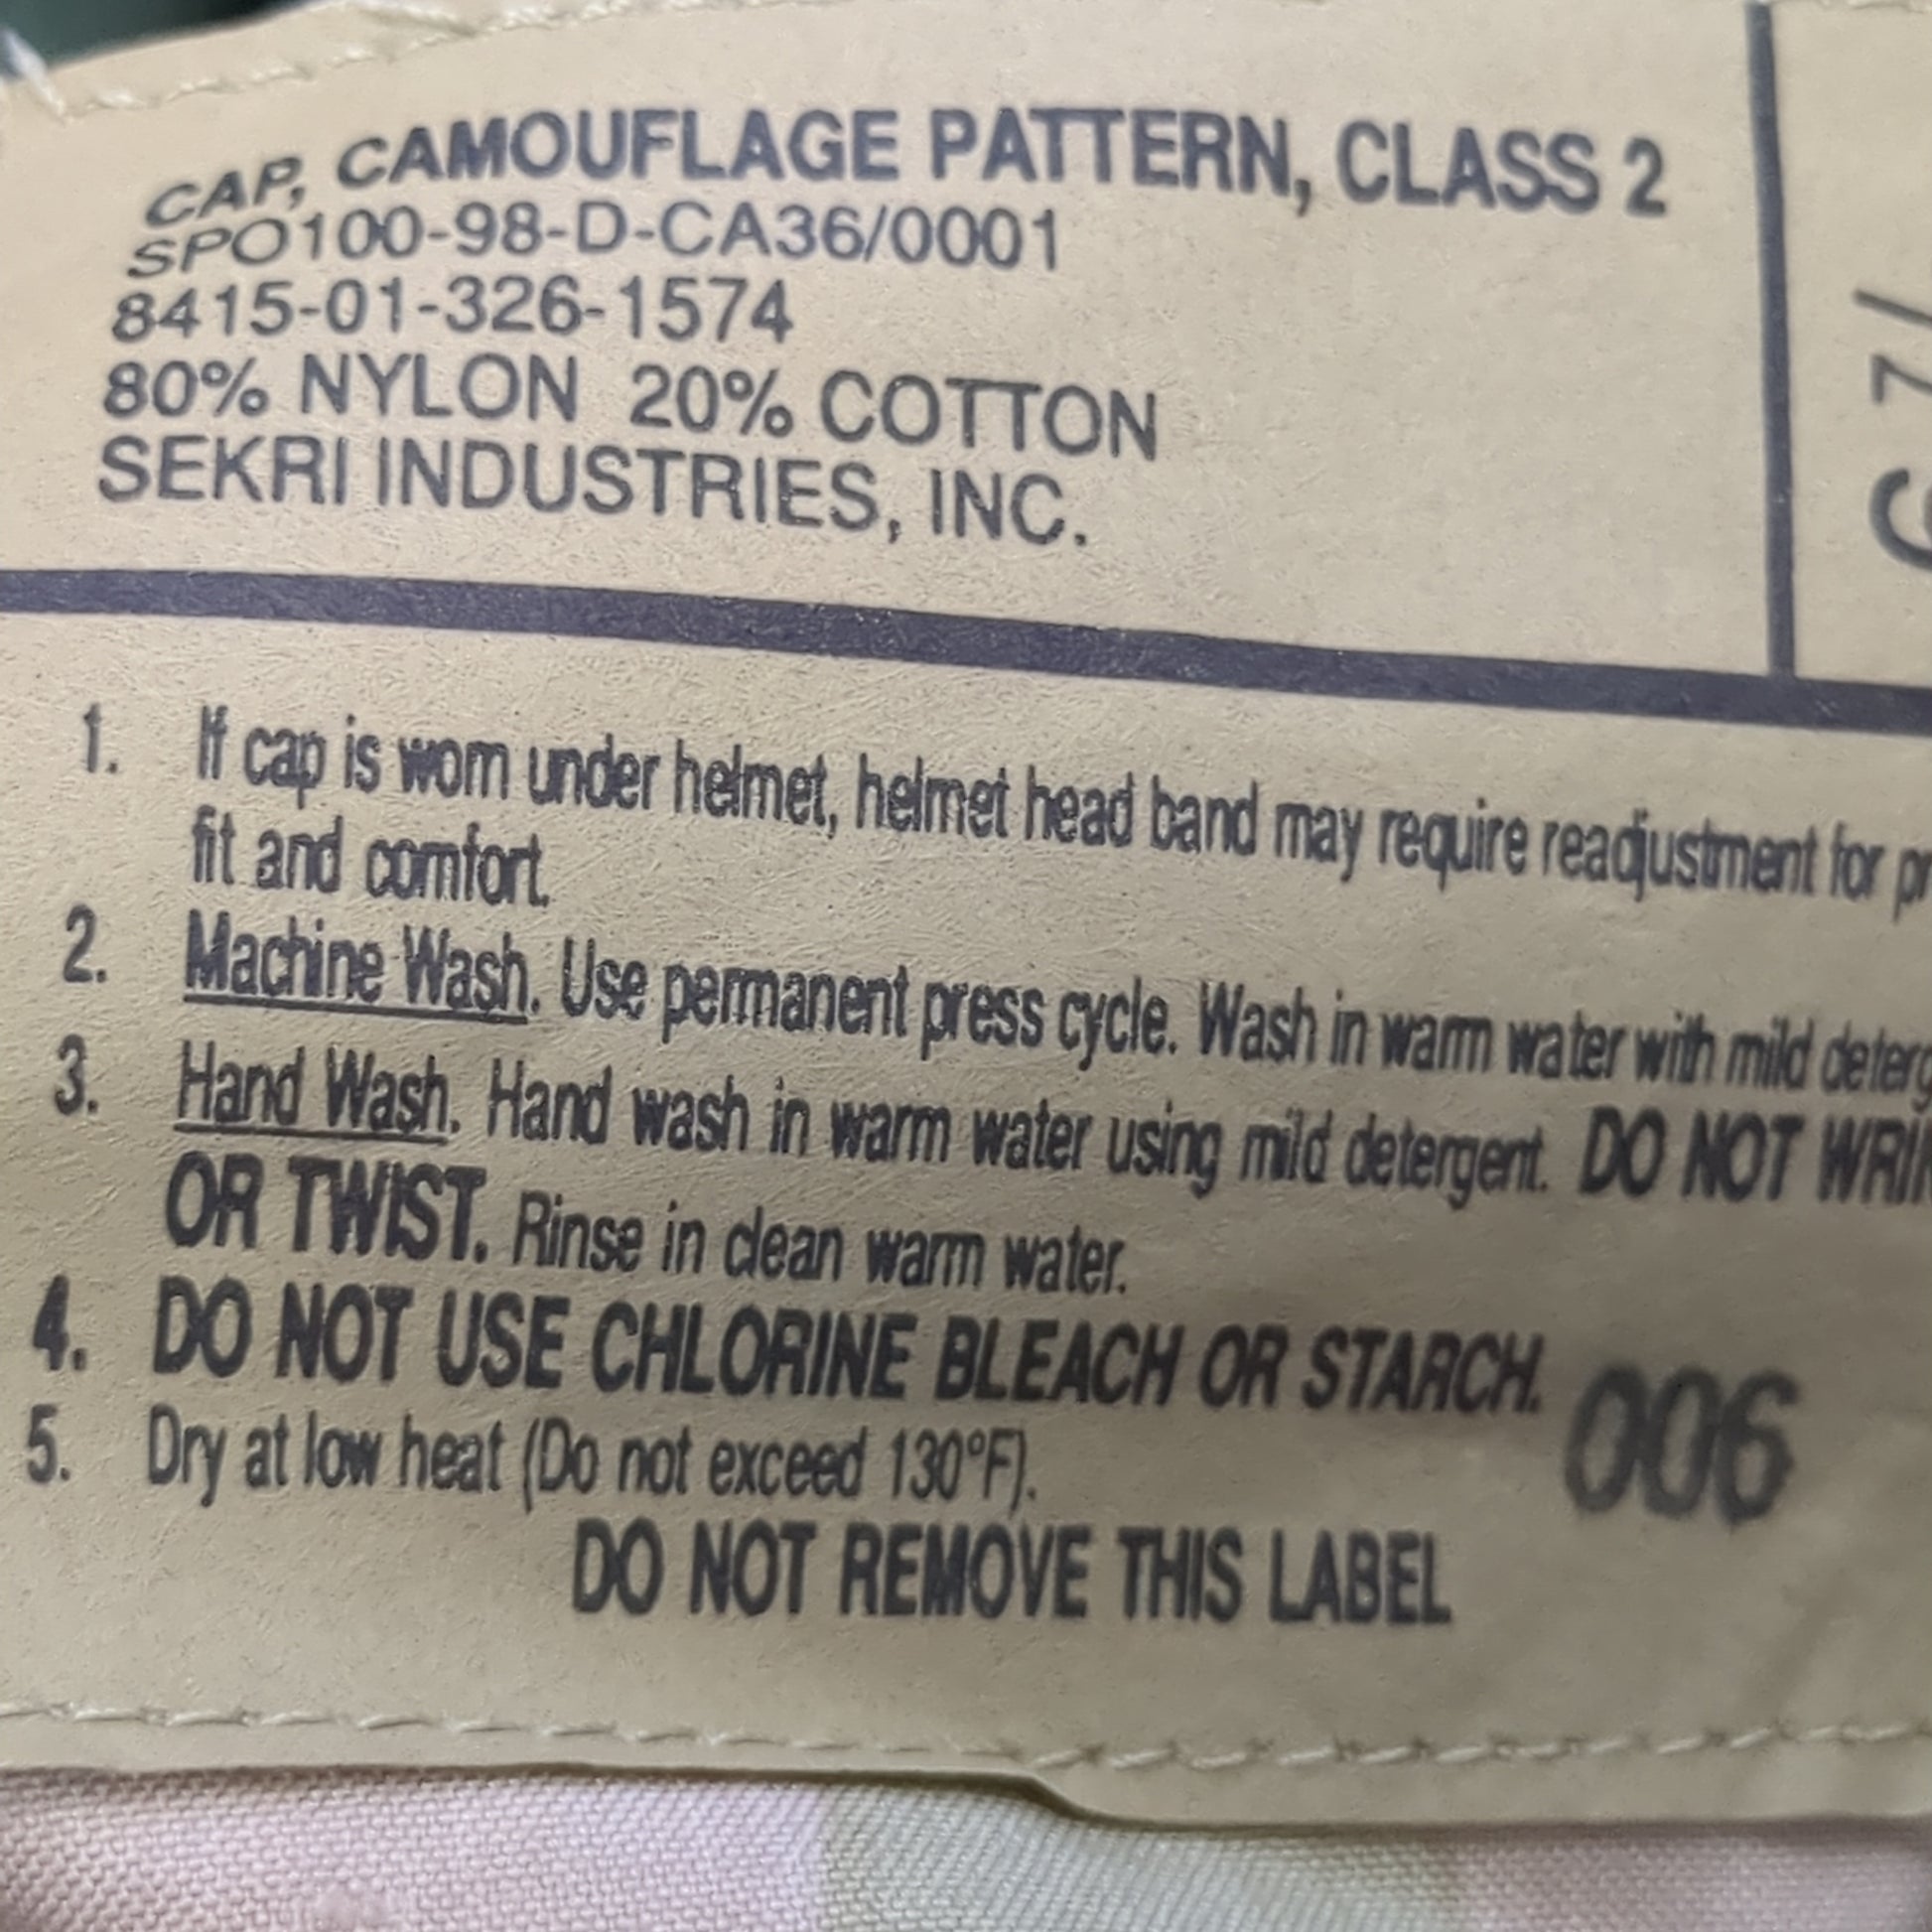 CAP, CAMOUFLAGE PATTERN, CLASS 2
SPO100-98-D-CA36/0001
8415-01-326-1574
80% NYLON 20% COTTON
SEKRI INDUSTRIES, INC.
1. If cap is worn under helmet, helmet head band may require readjustment for
fit and comfort.
2. Machine Wash. Use permanent press cycle. Wash in warm water with mild
3. Hand Wash. Hand wash in warm water using mild detergent. DO NOT
OR TWIST. Rinse in clean warm water.
4. DO NOT USE CHLORINE BLEACH OR STARCH.
006
5. Dry at low heat (Do not exceed 130°F).
DO NOT REMOVE THIS LABEL